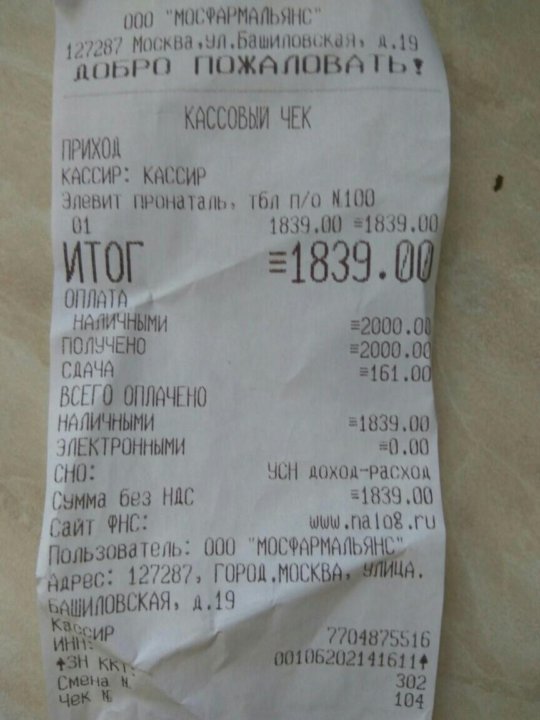 ООО "МОСФАРМАЛЬЯНС"
127287 Москва,ул.Башиловская, д.19
ДОБРО ПОЖАЛОВАТЬ!
КАССОВЫЙ ЧЕК
ПРИХОД
КАССИР: КАССИР
Элевит пронаталь, тбл п/о N100
01 1839.00 ≡1839.00
ИТОГ ≡1839.00
ОПЛАТА
НАЛИЧНЫМИ ≡2000.00
ПОЛУЧЕНО ≡2000.00
СДАЧА ≡161.00
ВСЕГО ОПЛАЧЕНО
НАЛИЧНЫМИ ≡1839.00
ЭЛЕКТРОННЫМИ ≡0.00
СНО: УСН доход-расход
Сумма без НДС ≡1839.00
Сайт ФНС: www.nalog.ru
Пользователь: ООО "МОСФАРМАЛЬЯНС"
Адрес: 127287, ГОРОД.МОСКВА, УЛИЦА.
БАШИЛОВСКАЯ, д.19
Кассир
ИНН: 7704875516
↑ЗН ККТ: 00106202141611↑
Смена № 302
Чек № 104